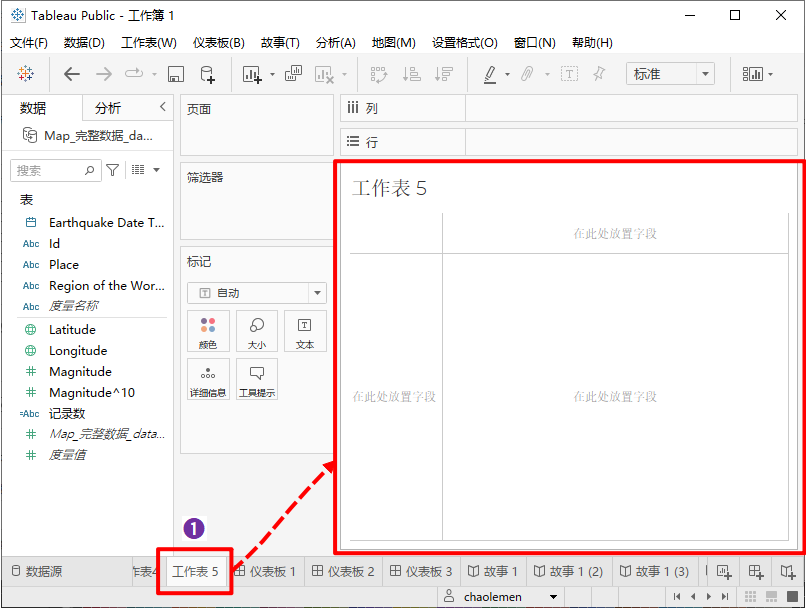 Tableau Public - 工作簿 1
文件(F) 数据(D) 工作表(W) 仪表板(B) 故事(T) 分析(A) 地图(M) 设置格式(O) 窗口(N) 帮助(H)
标准
数据 分析
Map_完整数据_da...
搜索
表
Earthquake Date T...
Abc Id
Abc Place
Abc Region of the Wor...
Abc 度量名称
Latitude
Longitude
# Magnitude
# Magnitude^10
=Abc 记录数
# Map_完整数据_data...
# 度量值
页面
筛选器
标记
自动
颜色 大小 文本
详细信息 工具提示
列
行
工作表 5
在此处放置字段
在此处放置字段 在此处放置字段
1
数据源 作表4 工作表 5 仪表板 1 仪表板 2 仪表板 3 故事 1 故事 1 (2) 故事 1 (3)
chaolemen